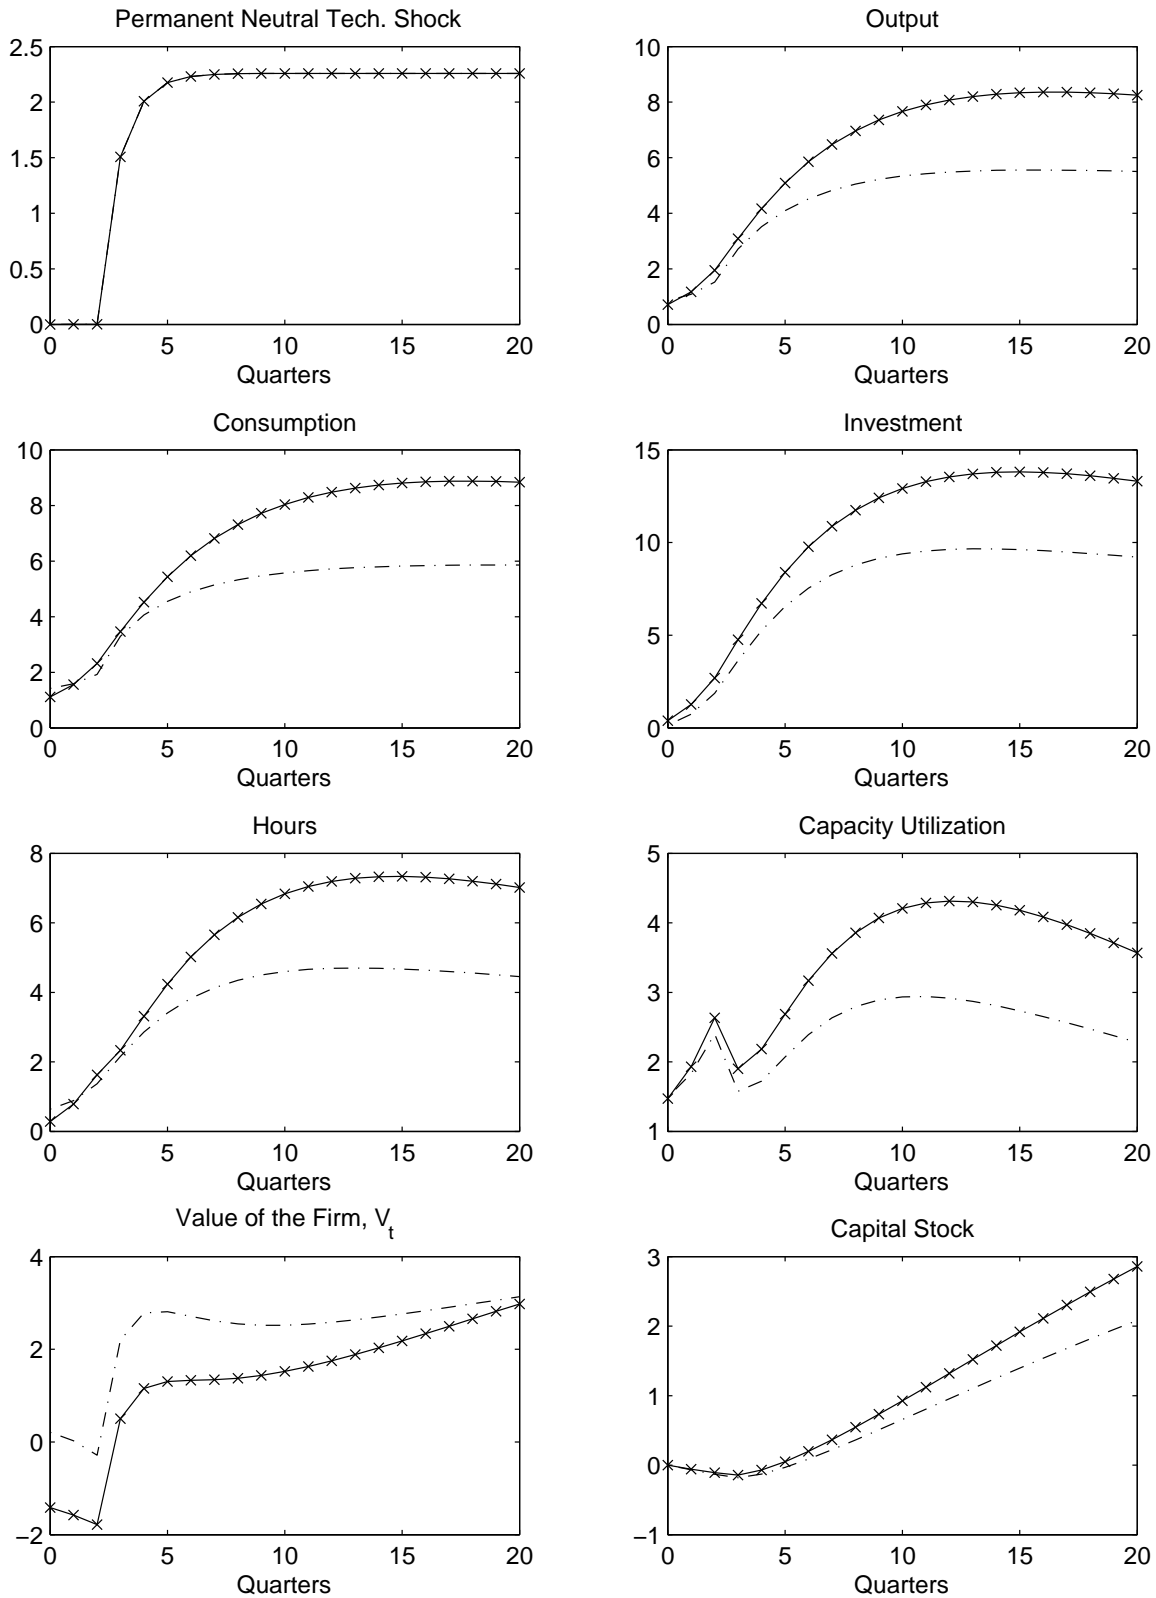 Permanent Neutral Tech. Shock
2.5
2
1.5
1
0.5
0
0 5 10 15 20
Quarters
Output
10
8
6
4
2
0
0 5 10 15 20
Quarters
Consumption
10
8
6
4
2
0
0 5 10 15 20
Quarters
Investment
15
10
5
0
0 5 10 15 20
Quarters
Hours
8
6
4
2
0
0 5 10 15 20
Quarters
Capacity Utilization
5
4
3
2
1
0 5 10 15 20
Quarters
Value of the Firm, V_t
4
2
0
−2
0 5 10 15 20
Quarters
Capital Stock
3
2
1
0
−1
0 5 10 15 20
Quarters